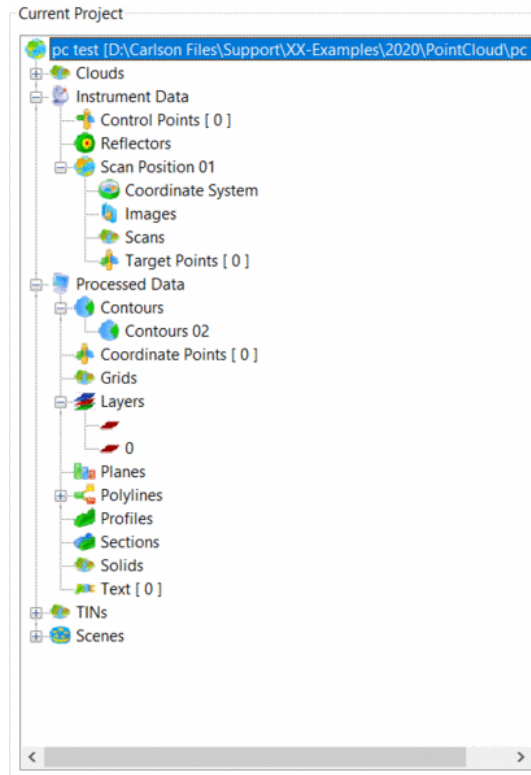 Current Project
pc test [D:\Carlson Files\Support\XX-Examples\2020\PointCloud\pc
Clouds
Instrument Data
Control Points [ 0 ]
Reflectors
Scan Position 01
Coordinate System
Images
Scans
Target Points [ 0 ]
Processed Data
Contours
Contours 02
Coordinate Points [ 0 ]
Grids
Layers
0
Planes
Polylines
Profiles
Sections
Solids
Text [ 0 ]
TINs
Scenes